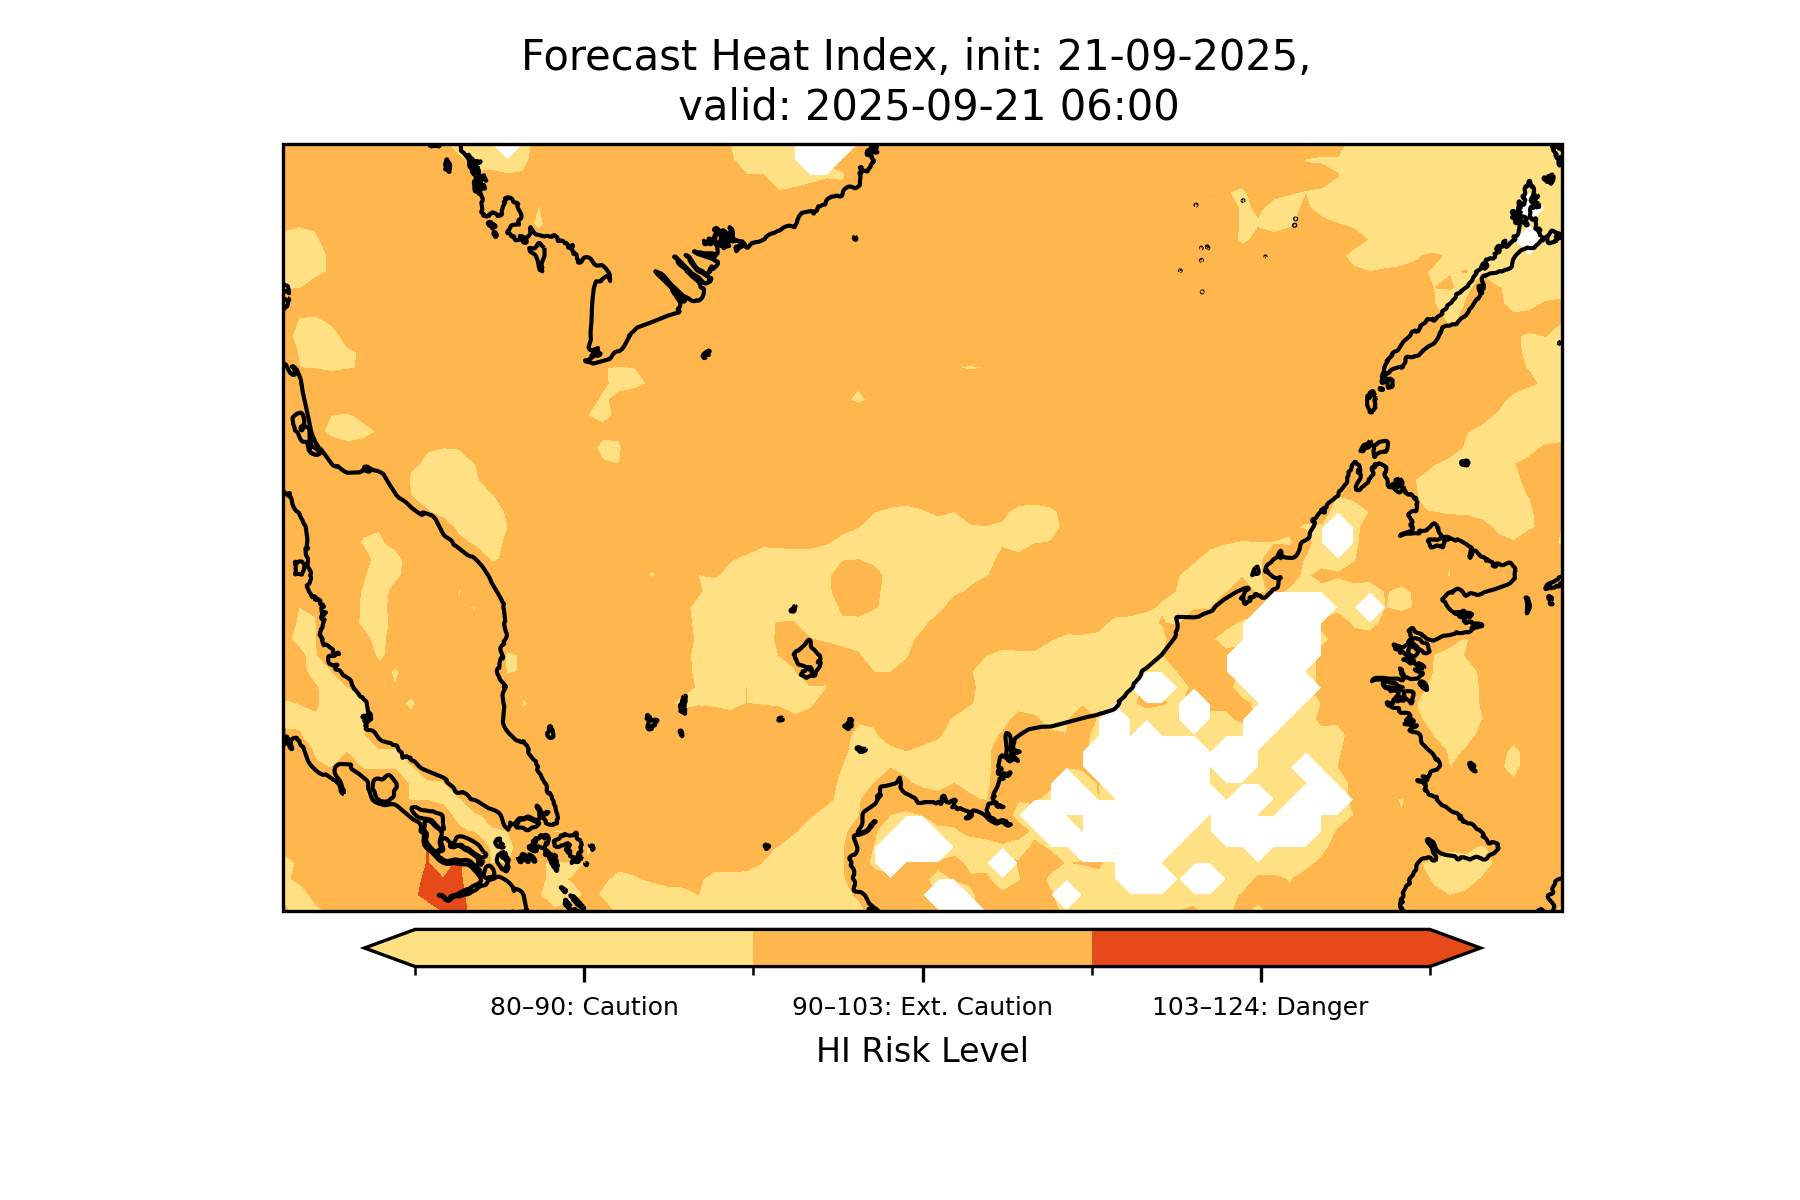 Forecast Heat Index, init: 21-09-2025,
valid: 2025-09-21 06:00
80–90: Caution
90–103: Ext. Caution
103–124: Danger
HI Risk Level